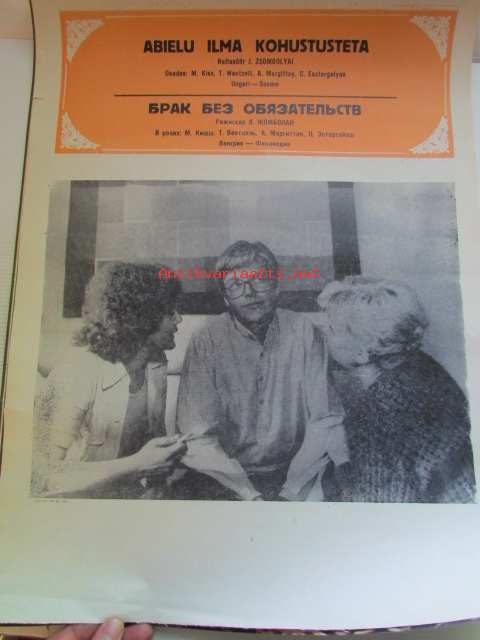 ABIELU ILMA KOHUSTUSTETA
Režissöör J. ZSOMBOLYAI
Osades: M. Kiss, T. Wentzell, A. Margittay, C. Esztergalyos
Ungari — Soome
БРАК БЕЗ ОБЯЗАТЕЛЬСТВ
Режиссер Я. ЖОМБОЛАИ
В ролях: М. Кишш, Т. Вентцель, А. Маргиттаи, Ц. Эстергайош
Венгрия — Финляндия
Antikvariaats.net